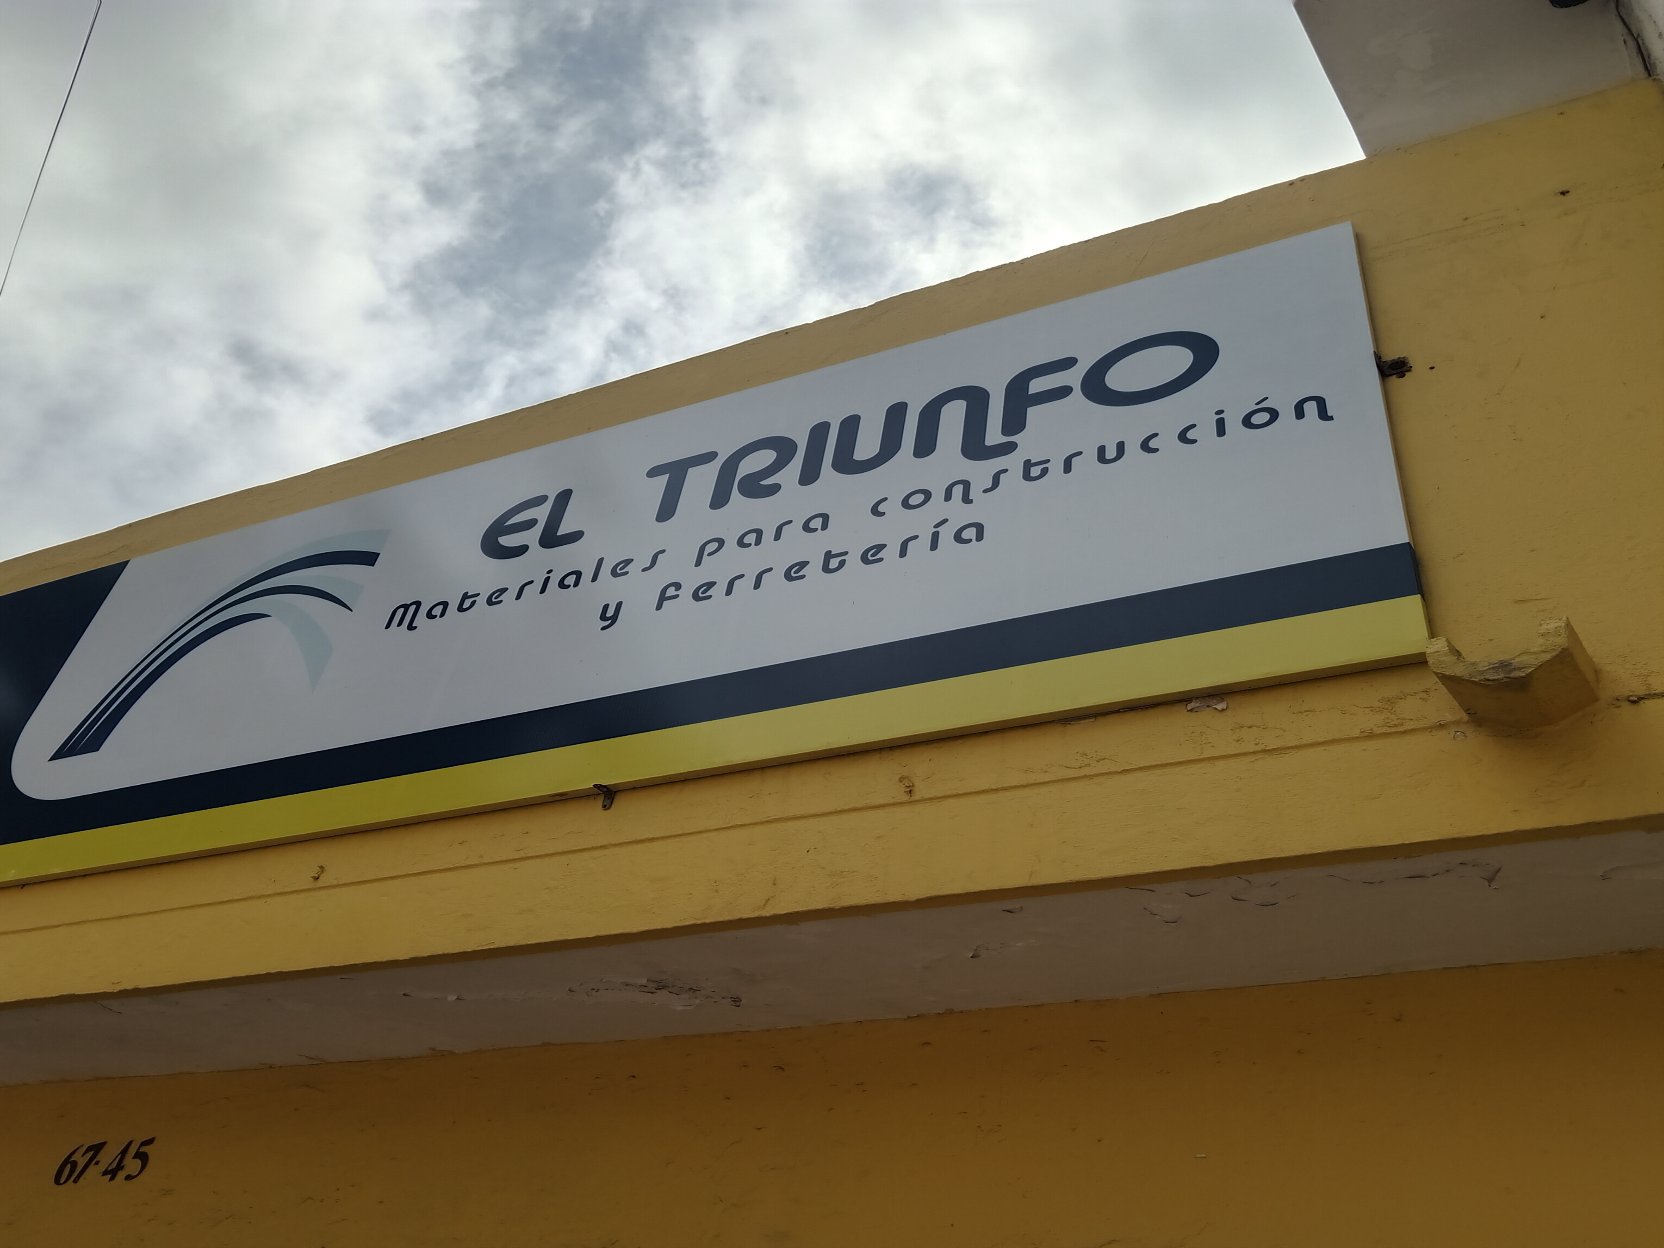 EL TRIUNFO
Materiales para construcción
y ferretería
67-45